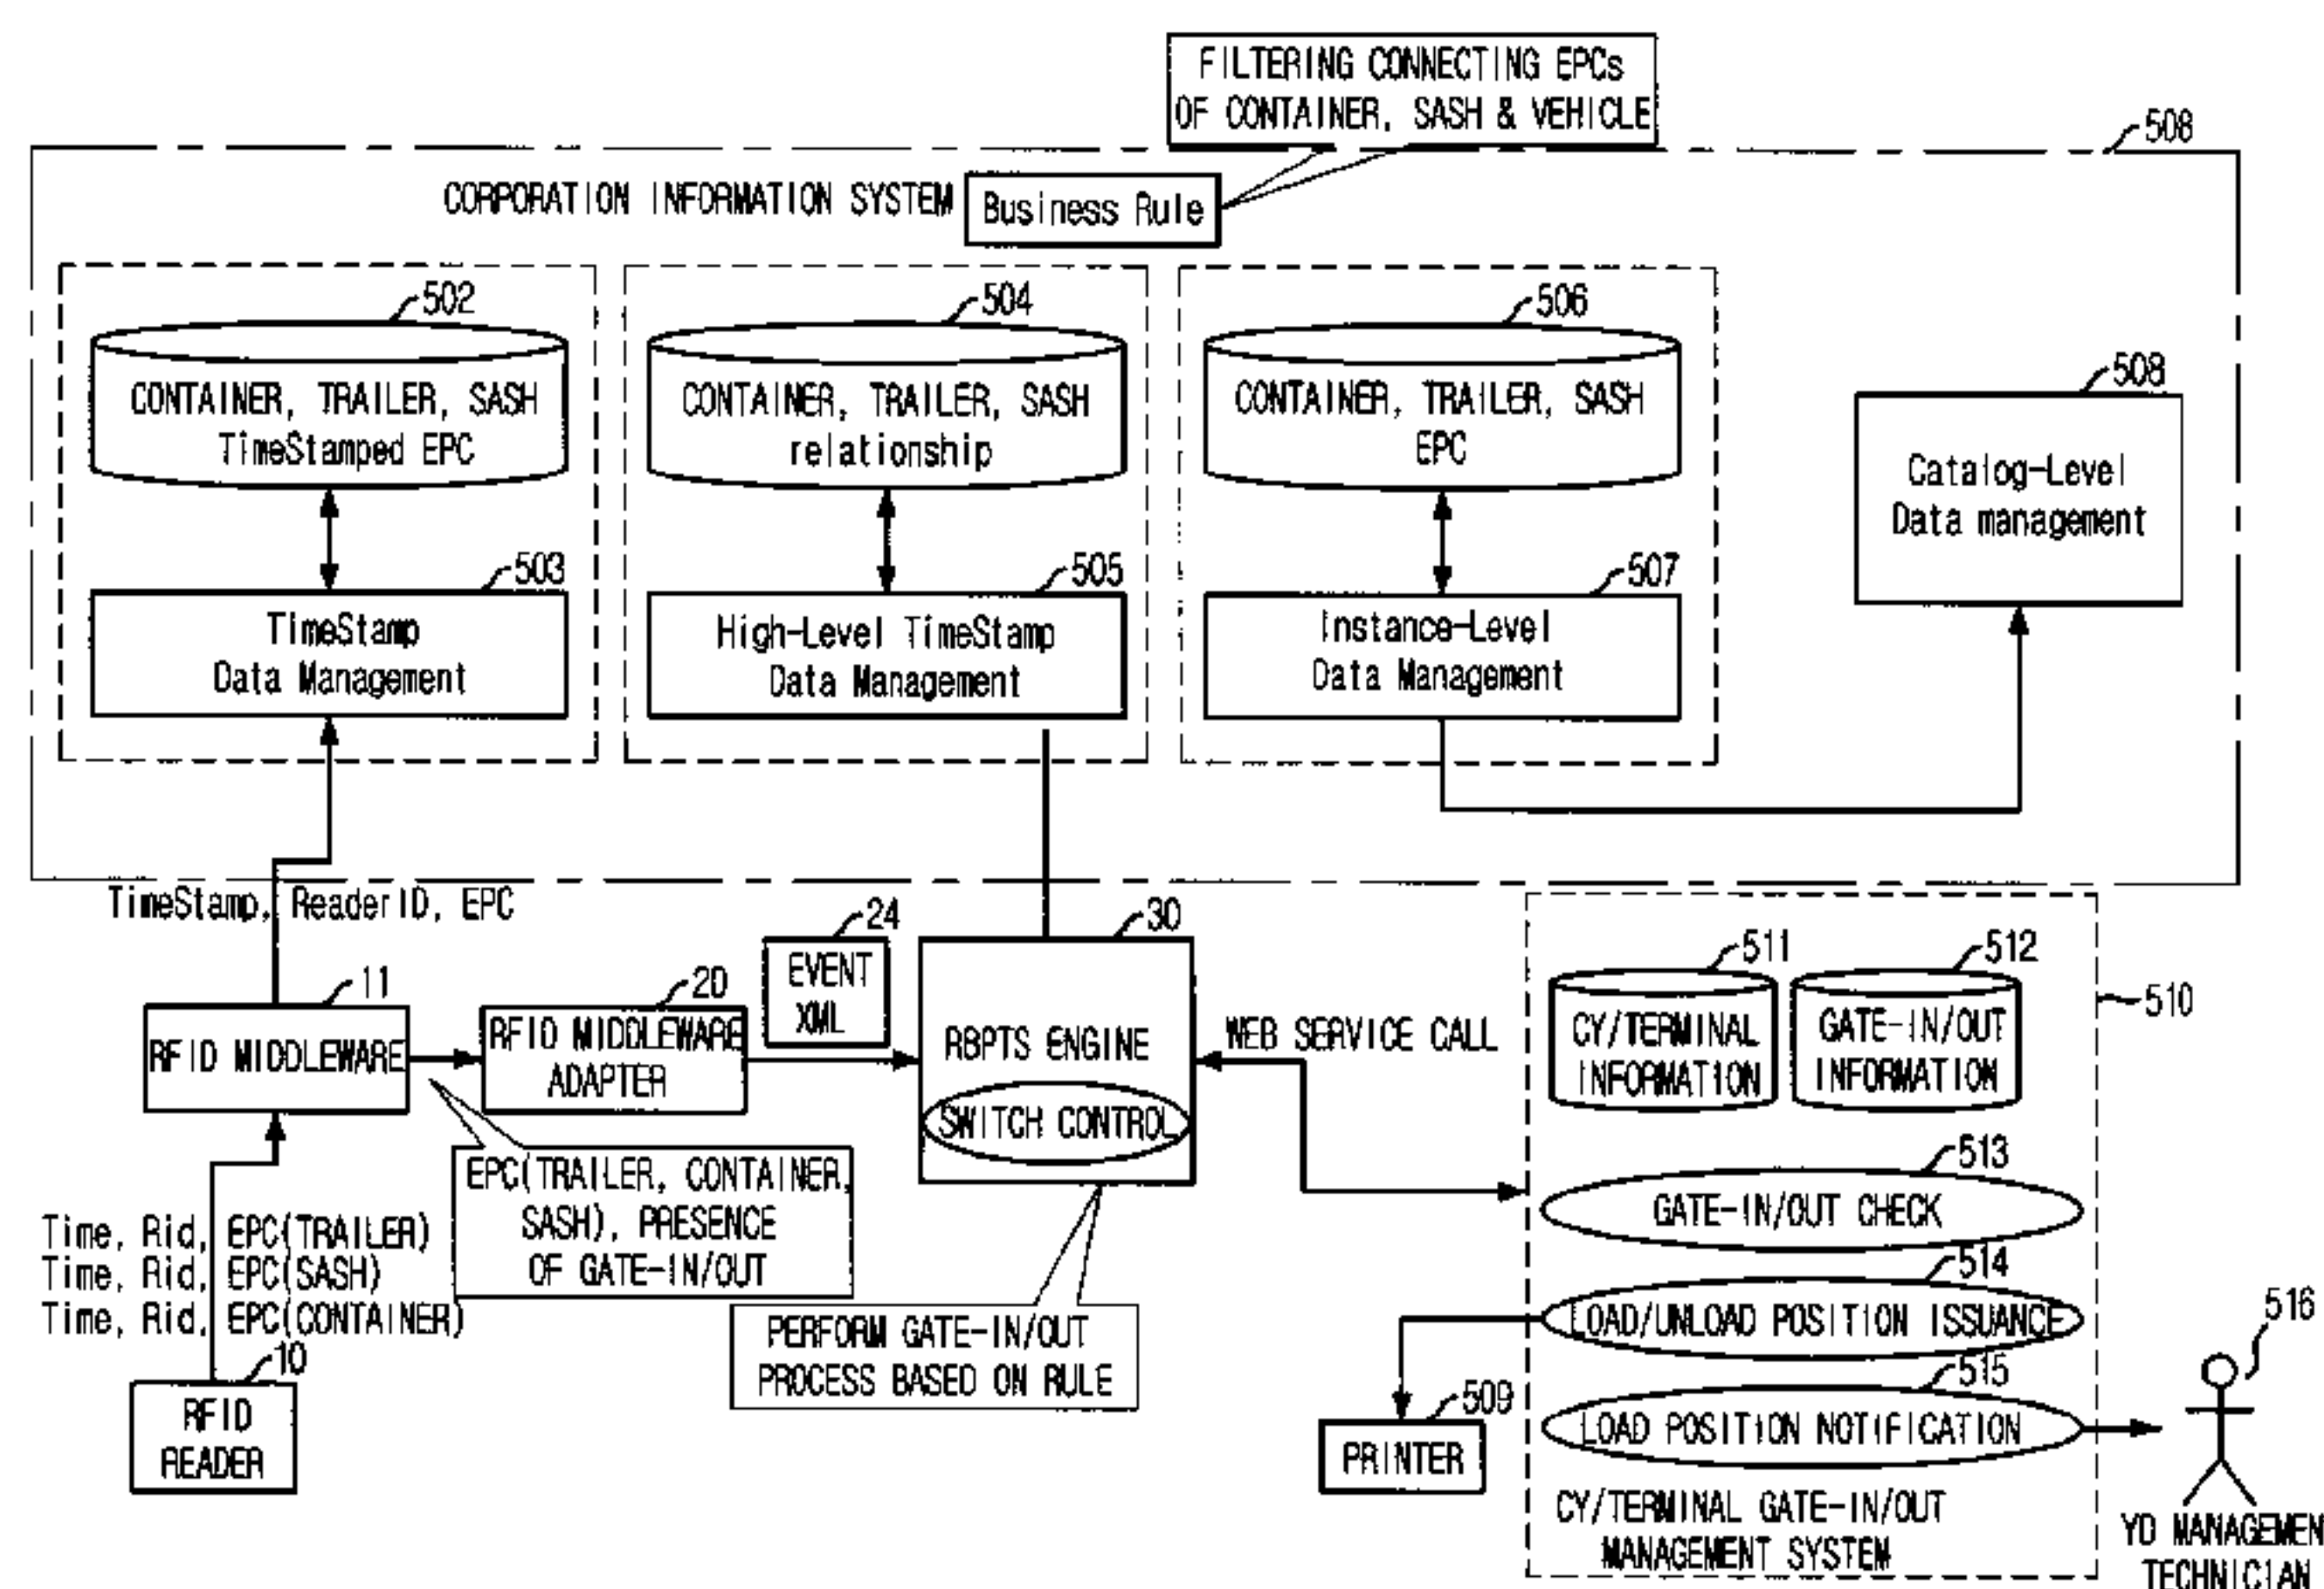 FILTERING CONNECTING EPCs
OF CONTAINER, SASH & VEHICLE
508
CORPORATION INFORMATION SYSTEM
Business Rule
502
504
506
CONTAINER, TRAILER, SASH
TimeStamped EPC
CONTAINER, TRAILER, SASH
relationship
CONTAINER, TRAILER, SASH
EPC
508
Catalog-Level
Data management
503
505
507
TimeStamp
Data Management
High-Level TimeStamp
Data Management
Instance-Level
Data Management
TimeStamp, ReaderID, EPC
11
RFID MIDDLEWARE
20
RFID MIDDLEWARE
ADAPTER
24
EVENT
XML
30
RBPTS ENGINE
SWITCH CONTROL
WEB SERVICE CALL
511
CY/TERMINAL
INFORMATION
512
GATE-IN/OUT
INFORMATION
510
EPC(TRAILER, CONTAINER,
SASH), PRESENCE
OF GATE-IN/OUT
513
GATE-IN/OUT CHECK
Time, Rid, EPC(TRAILER)
Time, Rid, EPC(SASH)
Time, Rid, EPC(CONTAINER)
514
LOAD/UNLOAD POSITION ISSUANCE
PERFORM GATE-IN/OUT
PROCESS BASED ON RULE
10
RFID
READER
509
PRINTER
515
LOAD POSITION NOTIFICATION
516
CY/TERMINAL GATE-IN/OUT
MANAGEMENT SYSTEM
YD MANAGEMEN
TECHNICIAN